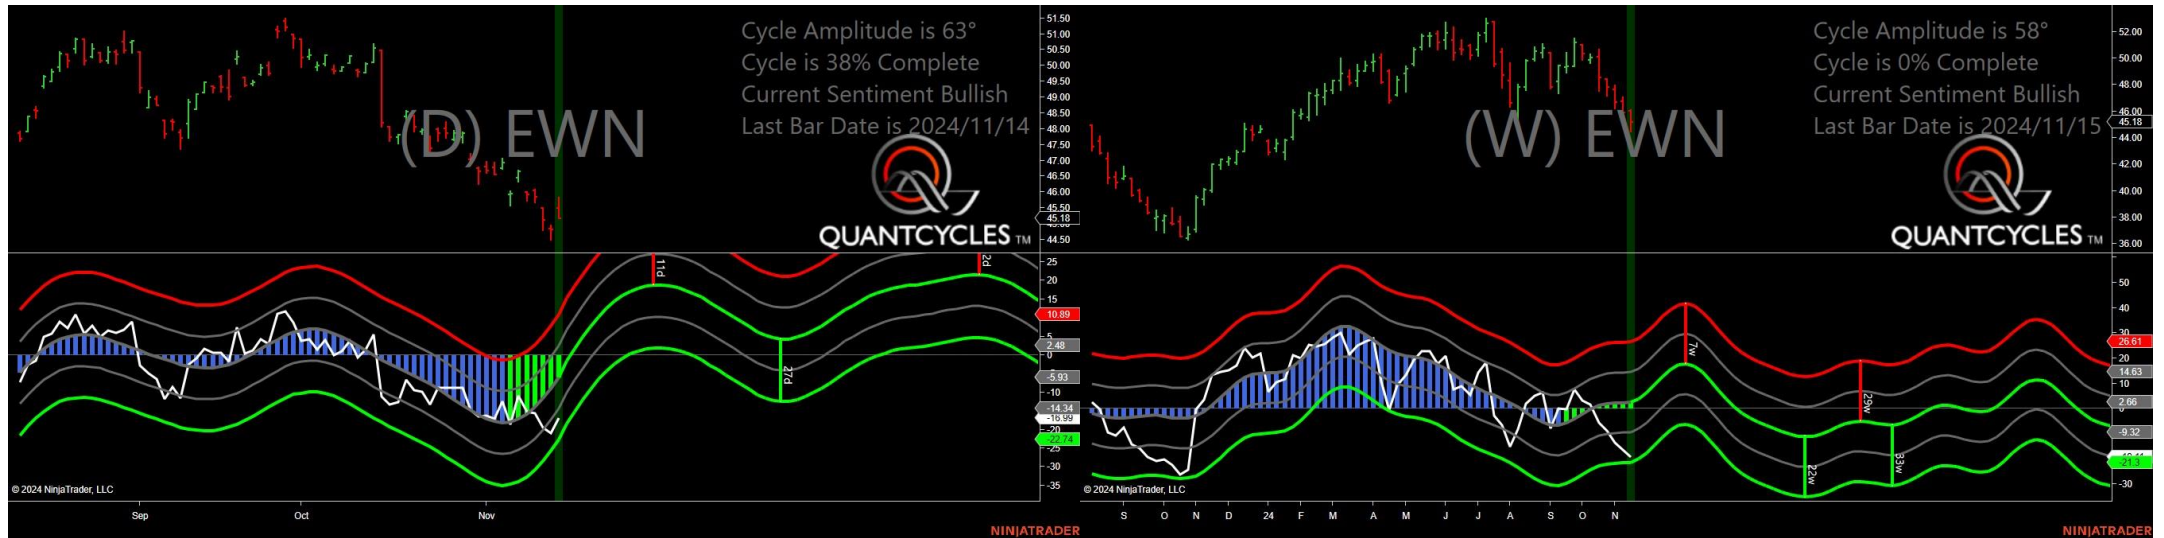 Cycle Amplitude is 63°
Cycle is 38% Complete
Current Sentiment Bullish
Last Bar Date is 2024/11/14
(D) EWN
QUANTCYCLES TM
51.50
51.00
50.50
50.00
49.50
49.00
48.50
48.00
47.50
47.00
46.50
46.00
45.50
45.18
44.50
11d
27d
2d
25
20
15
10.89
5
2.48
0
-5.93
-10
-14.34
-16.99
-20
-22.74
-25
-30
-35
© 2024 NinjaTrader, LLC
Sep
Oct
Nov
NINJATRADER
Cycle Amplitude is 58°
Cycle is 0% Complete
Current Sentiment Bullish
Last Bar Date is 2024/11/15
(W) EWN
QUANTCYCLES TM
52.00
50.00
48.00
46.00
45.18
44.00
42.00
40.00
38.00
36.00
7w
22w
29w
33w
50
40
30
26.61
20
14.63
10
2.66
0
-9.32
-21.3
-30
© 2024 NinjaTrader, LLC
S
O
N
D
24
F
M
A
M
J
J
A
S
O
N
NINJATRADER